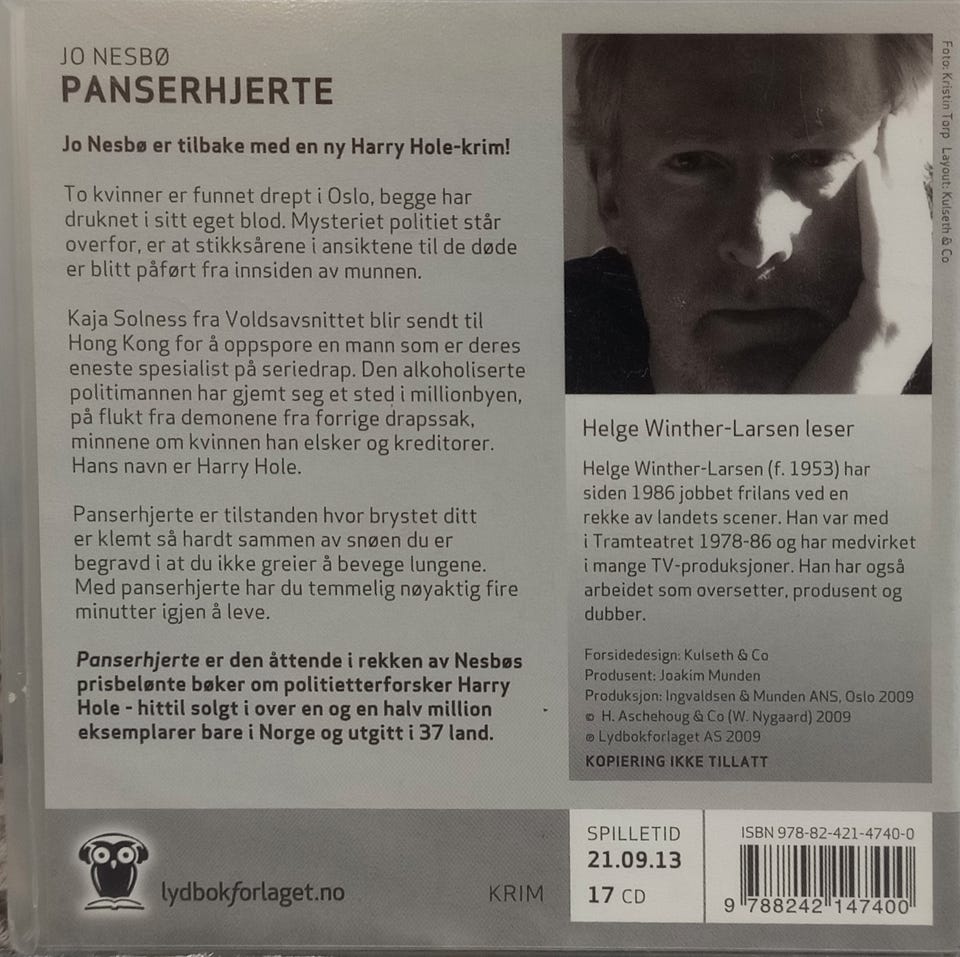 JO NESBØ
PANSERHJERTE
Jo Nesbø er tilbake med en ny Harry Hole-krim!
To kvinner er funnet drept i Oslo, begge har
druknet i sitt eget blod. Mysteriet politiet står
overfor, er at stikksårene i ansiktene til de døde
er blitt påført fra innsiden av munnen.
Kaja Solness fra Voldsavsnittet blir sendt til
Hong Kong for å oppspore en mann som er deres
eneste spesialist på seriedrap. Den alkoholiserte
politimannen har gjemt seg et sted i millionbyen,
på flukt fra demonene fra forrige drapssak,
minnene om kvinnen han elsker og kreditorer.
Hans navn er Harry Hole.
Panserhjerte er tilstanden hvor brystet ditt
er klemt så hardt sammen av snøen du er
begravd i at du ikke greier å bevege lungene.
Med panserhjerte har du temmelig nøyaktig fire
minutter igjen å leve.
Panserhjerte er den åttende i rekken av Nesbøs
prisbelønte bøker om politietterforsker Harry
Hole - hittil solgt i over en og en halv million
eksemplarer bare i Norge og utgitt i 37 land.
Foto: Kristin Torp Layout: Kulseth & Co
Helge Winther-Larsen leser
Helge Winther-Larsen (f. 1953) har
siden 1986 jobbet frilans ved en
rekke av landets scener. Han var med
i Tramteatret 1978-86 og har medvirket
i mange TV-produksjoner. Han har også
arbeidet som oversetter, produsent og
dubber.
Forsidedesign: Kulseth & Co
Produsent: Joakim Munden
Produksjon: Ingvaldsen & Munden ANS, Oslo 2009
© H. Aschehoug & Co (W. Nygaard) 2009
℗ Lydbokforlaget AS 2009
KOPIERING IKKE TILLATT
lydbokforlaget.no
KRIM
SPILLETID
21.09.13
17 CD
ISBN 978-82-421-4740-0
9 788242 147400